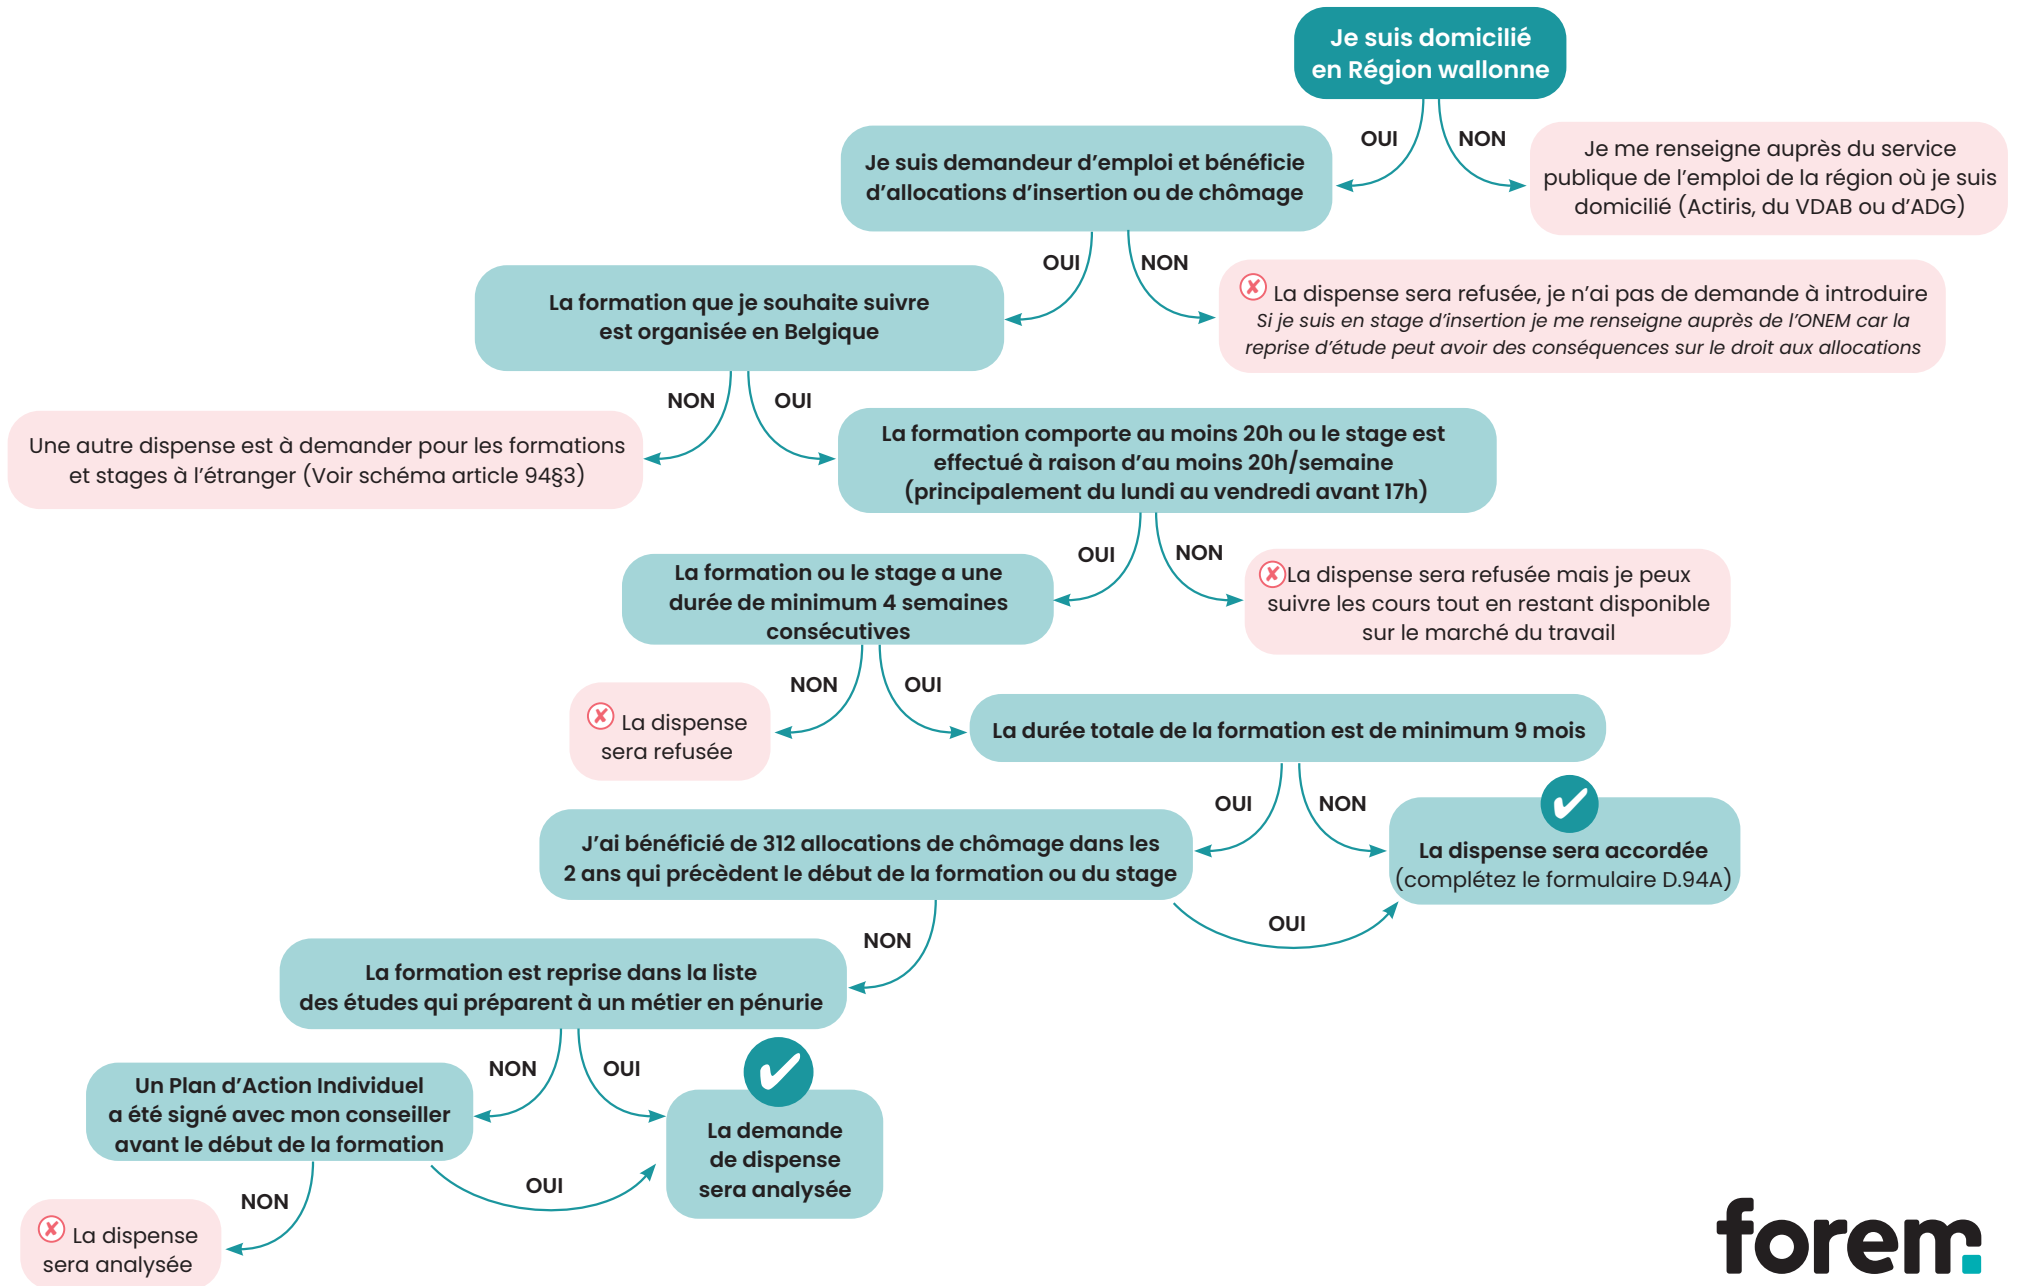 Je suis domicilié
en Région wallonne
OUI
NON
Je me renseigne auprès du service
publique de l'emploi de la région où je suis
domicilié (Actiris, du VDAB ou d'ADG)
Je suis demandeur d'emploi et bénéficie
d'allocations d'insertion ou de chômage
OUI
NON
La dispense sera refusée, je n'ai pas de demande à introduire
Si je suis en stage d'insertion je me renseigne auprès de l'ONEM car la
reprise d'étude peut avoir des conséquences sur le droit aux allocations
La formation que je souhaite suivre
est organisée en Belgique
NON
OUI
Une autre dispense est à demander pour les formations
et stages à l'étranger (Voir schéma article 94§3)
La formation comporte au moins 20h ou le stage est
effectué à raison d'au moins 20h/semaine
(principalement du lundi au vendredi avant 17h)
OUI
NON
La dispense sera refusée mais je peux
suivre les cours tout en restant disponible
sur le marché du travail
La formation ou le stage a une
durée de minimum 4 semaines
consécutives
NON
OUI
La dispense
sera refusée
La durée totale de la formation est de minimum 9 mois
OUI
NON
La dispense sera accordée
(complétez le formulaire D.94A)
J'ai bénéficié de 312 allocations de chômage dans les
2 ans qui précèdent le début de la formation ou du stage
OUI
NON
La formation est reprise dans la liste
des études qui préparent à un métier en pénurie
NON
OUI
La demande
de dispense
sera analysée
Un Plan d'Action Individuel
a été signé avec mon conseiller
avant le début de la formation
OUI
NON
La dispense
sera analysée
forem